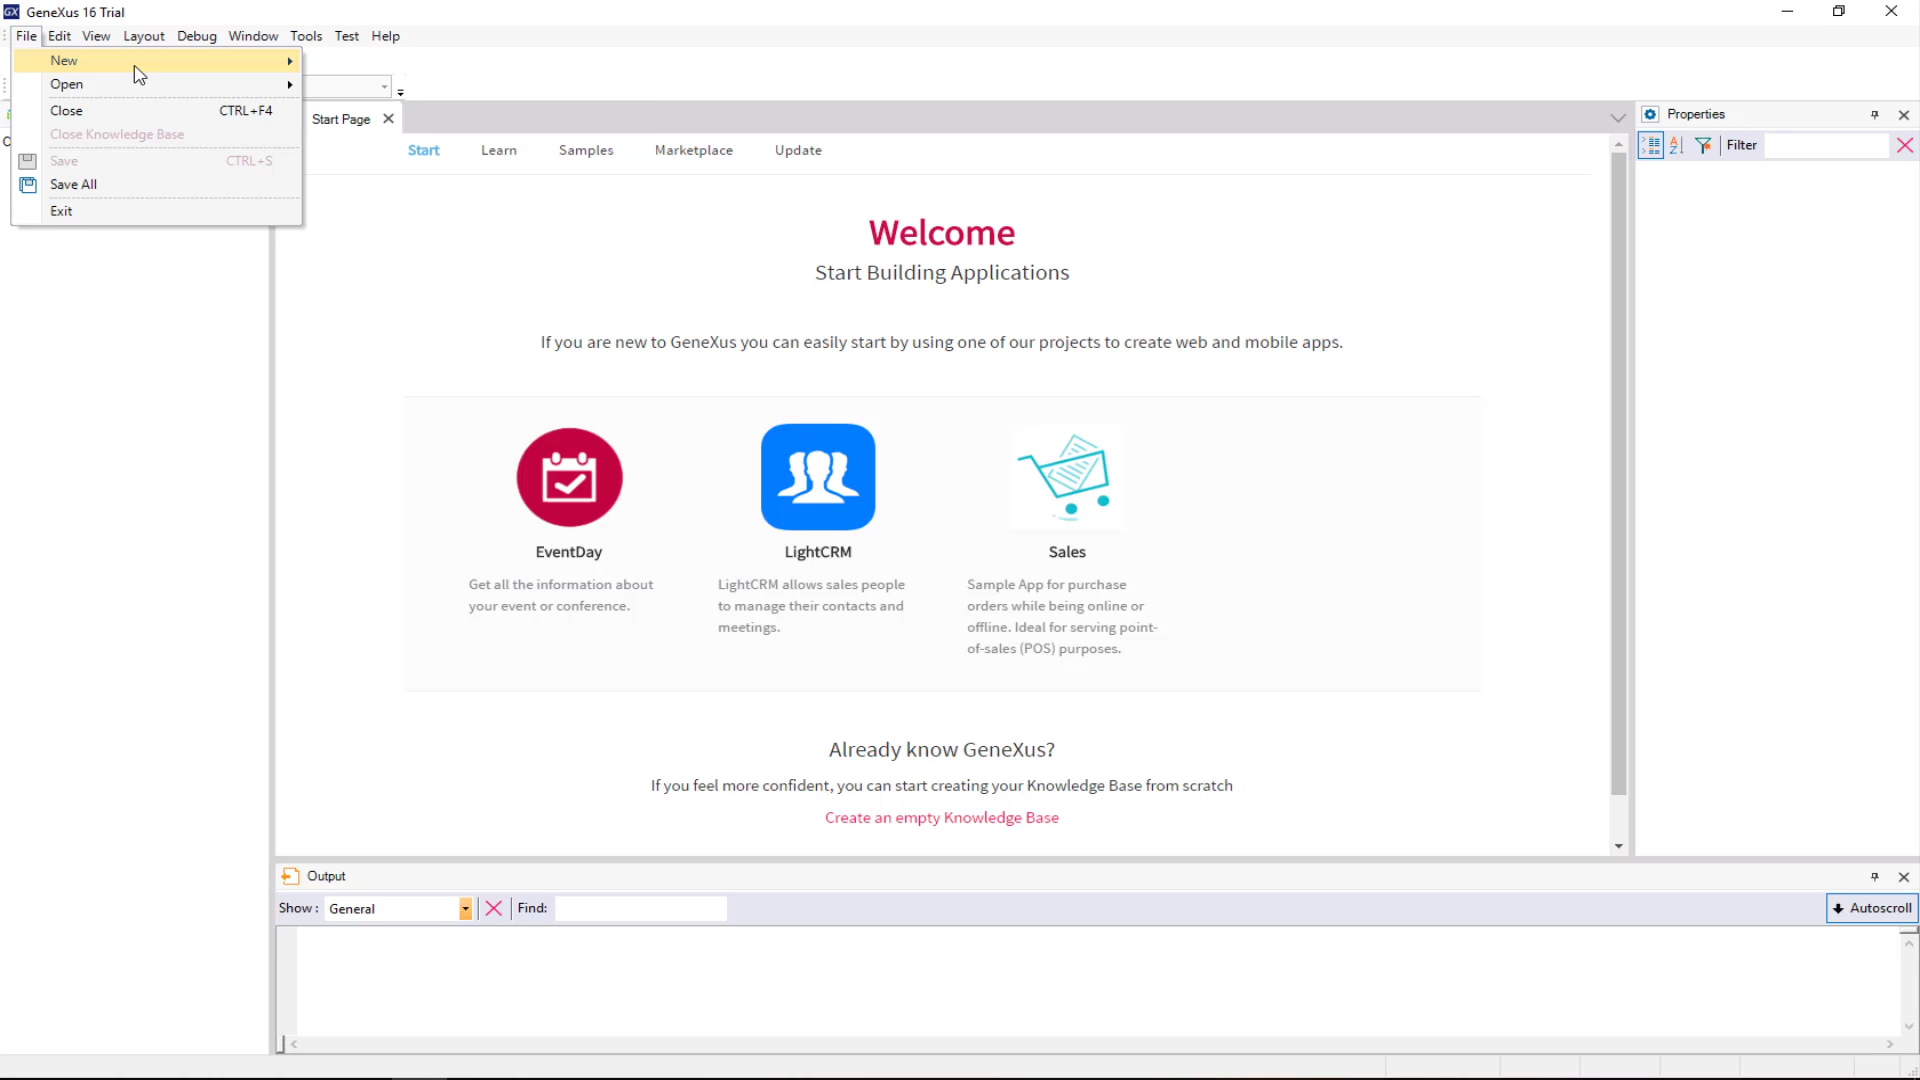 GX GeneXus 16 Trial
File Edit View Layout Debug Window Tools Test Help
New
Open
Close CTRL+F4
Close Knowledge Base
Save CTRL+S
Save All
Exit
Start Page
Start Learn Samples Marketplace Update
Welcome
Start Building Applications
If you are new to GeneXus you can easily start by using one of our projects to create web and mobile apps.
EventDay
Get all the information about
your event or conference.
LightCRM
LightCRM allows sales people
to manage their contacts and
meetings.
Sales
Sample App for purchase
orders while being online or
offline. Ideal for serving point-
of-sales (POS) purposes.
Already know GeneXus?
If you feel more confident, you can start creating your Knowledge Base from scratch
Create an empty Knowledge Base
Properties
Filter
Output
Show : General Find: Autoscroll